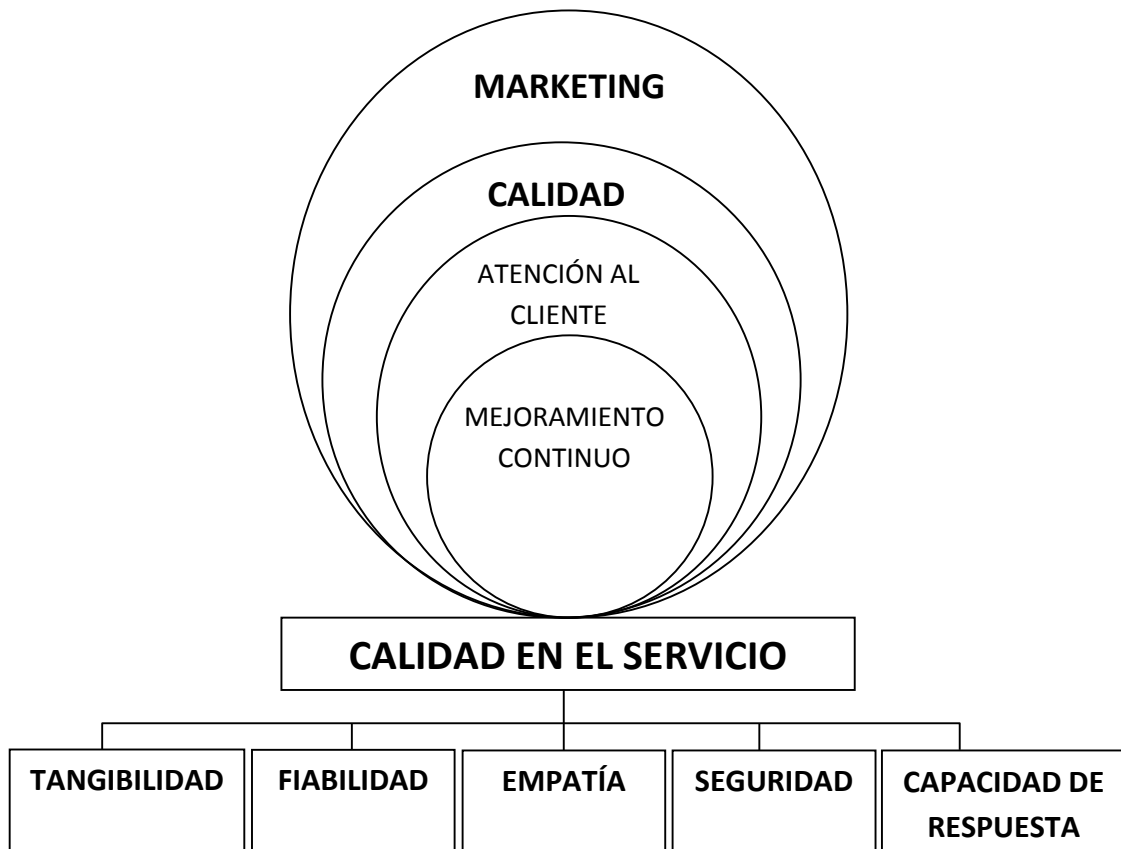 MARKETING
CALIDAD
ATENCIÓN AL
CLIENTE
MEJORAMIENTO
CONTINUO
CALIDAD EN EL SERVICIO
TANGIBILIDAD
FIABILIDAD
EMPATÍA
SEGURIDAD
CAPACIDAD DE
RESPUESTA